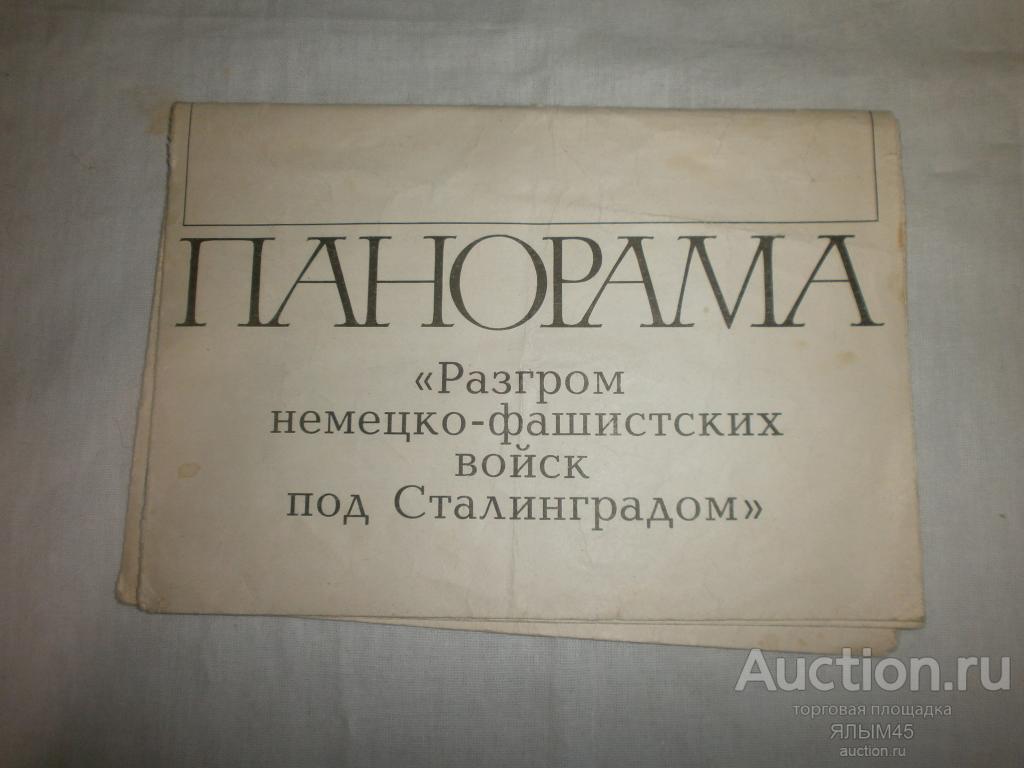 ПАНОРАМА
«Разгром
немецко-фашистских
войск
под Сталинградом»
Auction.ru
торговая площадка
ЯЛЫМ45
auction.ru